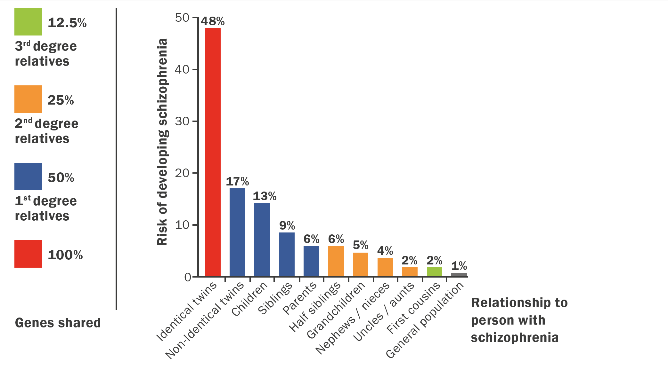 12.5%
3rd degree
relatives
25%
2nd degree
relatives
50%
1st degree
relatives
100%
Genes shared
Risk of developing schizophrenia
50
40
30
20
10
0
48%
17%
13%
9%
6%
6%
5%
4%
2%
2%
1%
Identical twins
Non-identical twins
Children
Siblings
Parents
Half siblings
Grandchildren
Nephews / nieces
Uncles / aunts
First cousins
General population
Relationship to
person with
schizophrenia